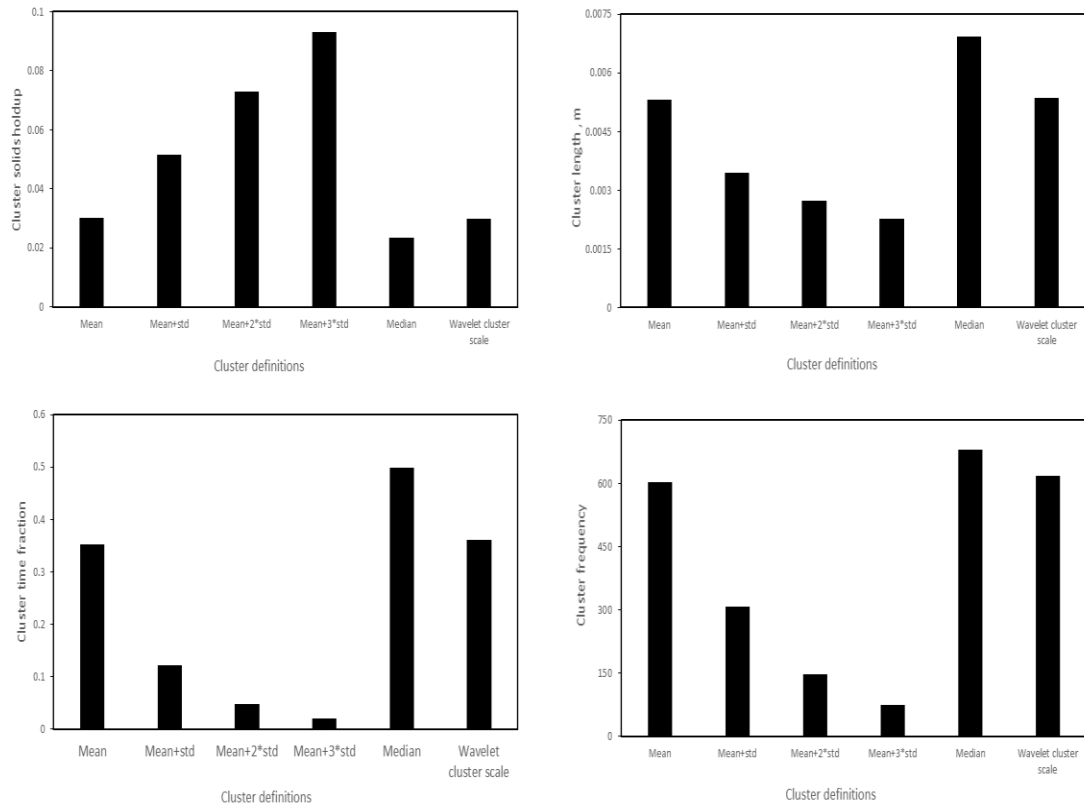 Cluster solids holdup
0.1
0.08
0.06
0.04
0.02
0
Mean Mean+std Mean+2*std Mean+3*std Median Wavelet cluster
scale
Cluster definitions
Cluster length , m
0.0075
0.006
0.0045
0.003
0.0015
0
Mean Mean+std Mean+2*std Mean+3*std Median Wavelet cluster
scale
Cluster definitions
Cluster time fraction
0.6
0.5
0.4
0.3
0.2
0.1
0
Mean Mean+std Mean+2*std Mean+3*std Median Wavelet
cluster scale
Cluster definitions
Cluster frequency
750
600
450
300
150
0
Mean Mean+std Mean+2*std Mean+3*std Median Wavelet cluster
scale
Cluster definitions